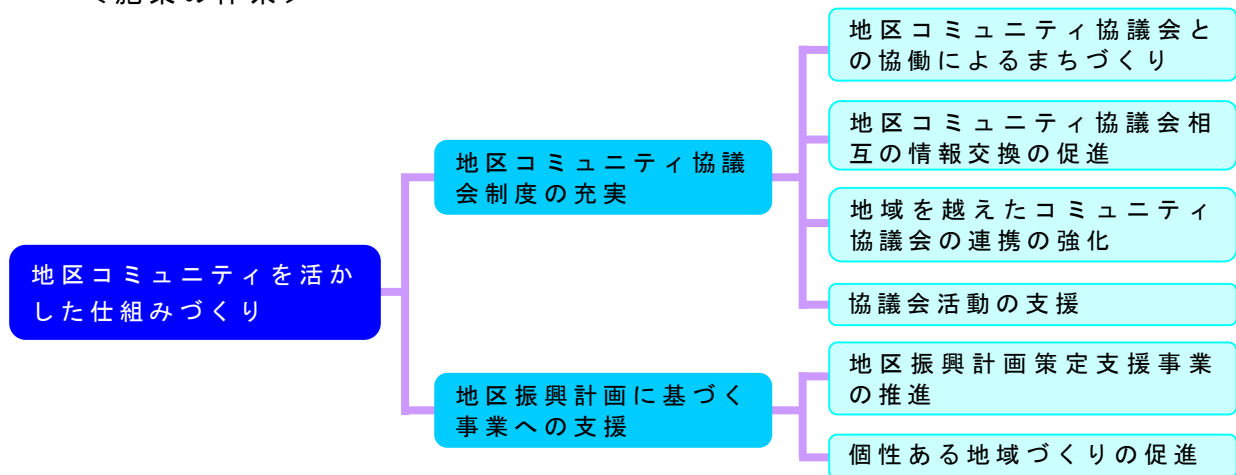 地区コミュニティ協議会と
の協働によるまちづくり
地区コミュニティ協議会相
互の情報交換の促進
地区コミュニティ協議
会制度の充実
地域を越えたコミュニティ
協議会の連携の強化
地区コミュニティを活か
した仕組みづくり
協議会活動の支援
地区振興計画策定支援事業
の推進
地区振興計画に基づく
事業への支援
個性ある地域づくりの促進